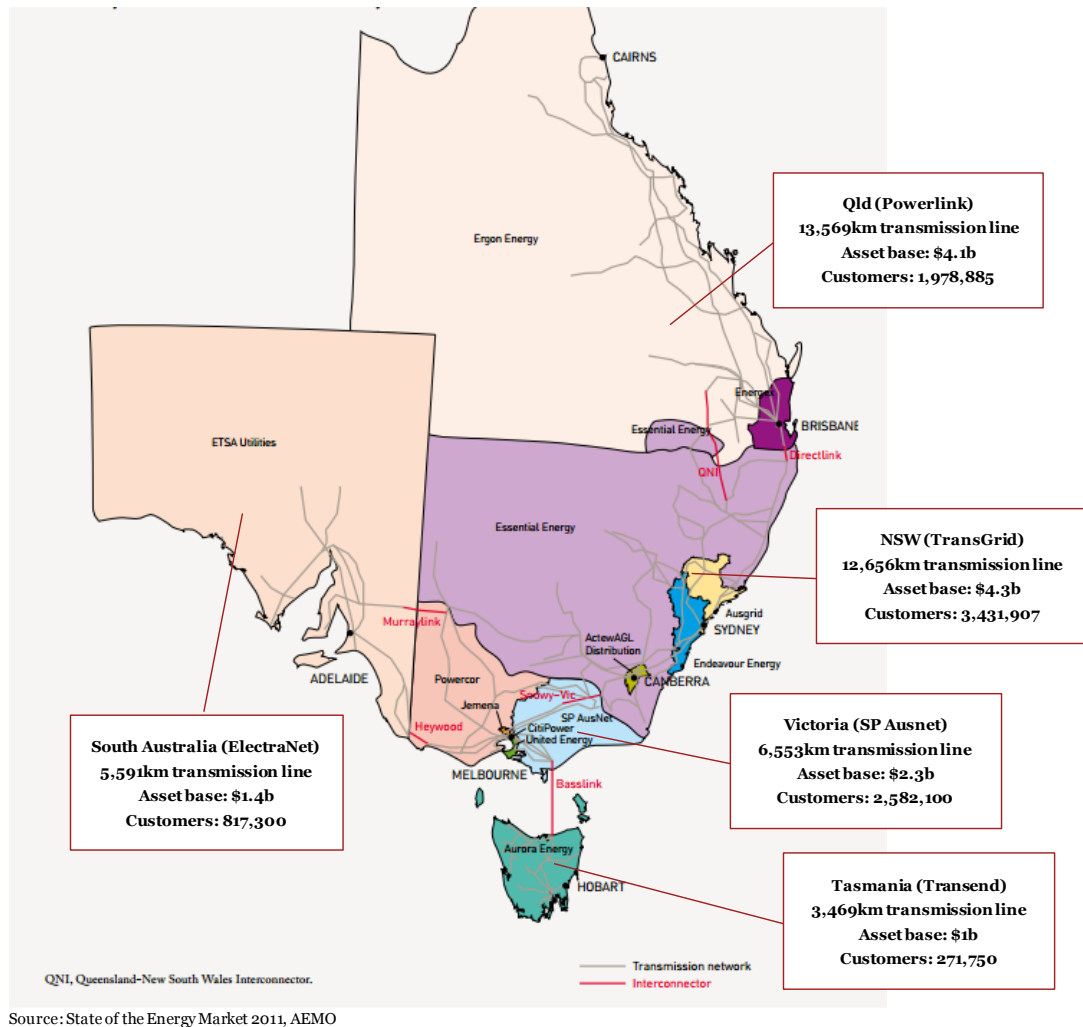 CAIRNS
Qld (Powerlink)
13,569km transmission line
Asset base: $4.1b
Customers: 1,978,885
Ergon Energy
Energex
Essential Energy
BRISBANE
Directlink
QNI
ETSA Utilities
Essential Energy
NSW (TransGrid)
12,656km transmission line
Asset base: $4.3b
Customers: 3,431,907
Murraylink
Ausgrid
SYDNEY
ActewAGL
Distribution
Endeavour Energy
ADELAIDE
Powercor
CANBERRA
Snowy-Vic
Jemena
SP AusNet
Heywood
CitiPower
United Energy
MELBOURNE
South Australia (ElectraNet)
5,591km transmission line
Asset base: $1.4b
Customers: 817,300
Victoria (SP Ausnet)
6,553km transmission line
Asset base: $2.3b
Customers: 2,582,100
Basslink
Aurora Energy
HOBART
Tasmania (Transend)
3,469km transmission line
Asset base: $1b
Customers: 271,750
Transmission network
Interconnector
QNI, Queensland–New South Wales Interconnector.
Source: State of the Energy Market 2011, AEMO